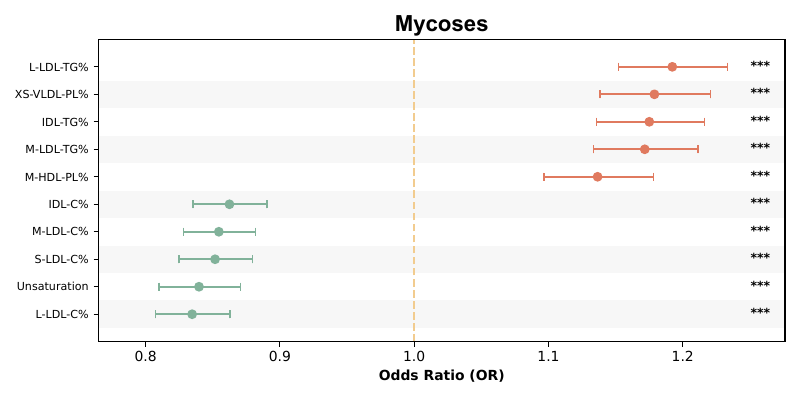 Mycoses
L-LDL-TG% ***
XS-VLDL-PL% ***
IDL-TG% ***
M-LDL-TG% ***
M-HDL-PL% ***
IDL-C% ***
M-LDL-C% ***
S-LDL-C% ***
Unsaturation ***
L-LDL-C% ***
0.8 0.9 1.0 1.1 1.2
Odds Ratio (OR)